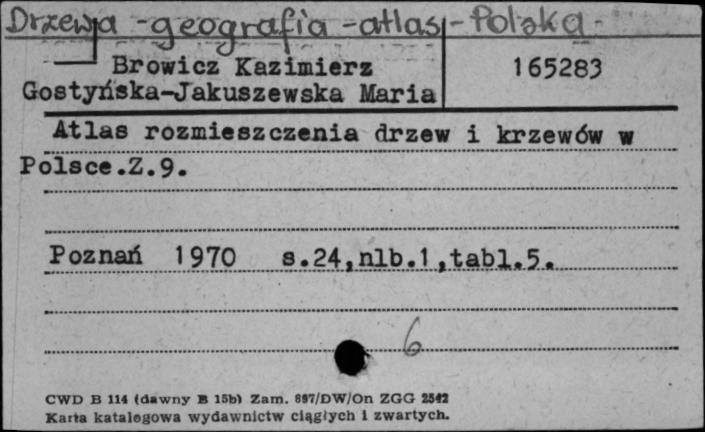 Drzewa - geografia - atlas - Polska -
Browicz Kazimierz 165283
Gostyńska-Jakuszewska Maria
Atlas rozmieszczenia drzew i krzewów w
Polsce.Z.9.
Poznań 1970 s.24,nlb.1,tabl.5.
6
CWD B 114 (dawny B 15b) Zam. 897/DW/On ZGG 2542
Karta katalogowa wydawnictw ciągłych i zwartych.